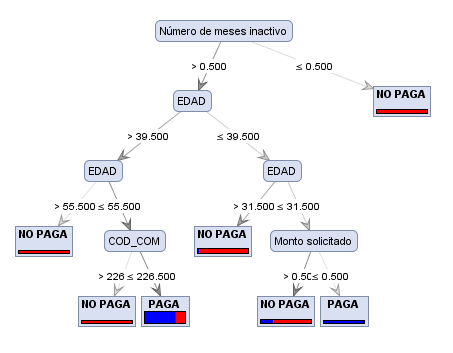 Número de meses inactivo
> 0.500
≤ 0.500
NO PAGA
EDAD
> 39.500
≤ 39.500
EDAD
EDAD
> 55.500
≤ 55.500
> 31.500
≤ 31.500
NO PAGA
COD_COM
NO PAGA
Monto solicitado
> 226
≤ 226.500
> 0.50
≤ 0.500
NO PAGA
PAGA
NO PAGA
PAGA